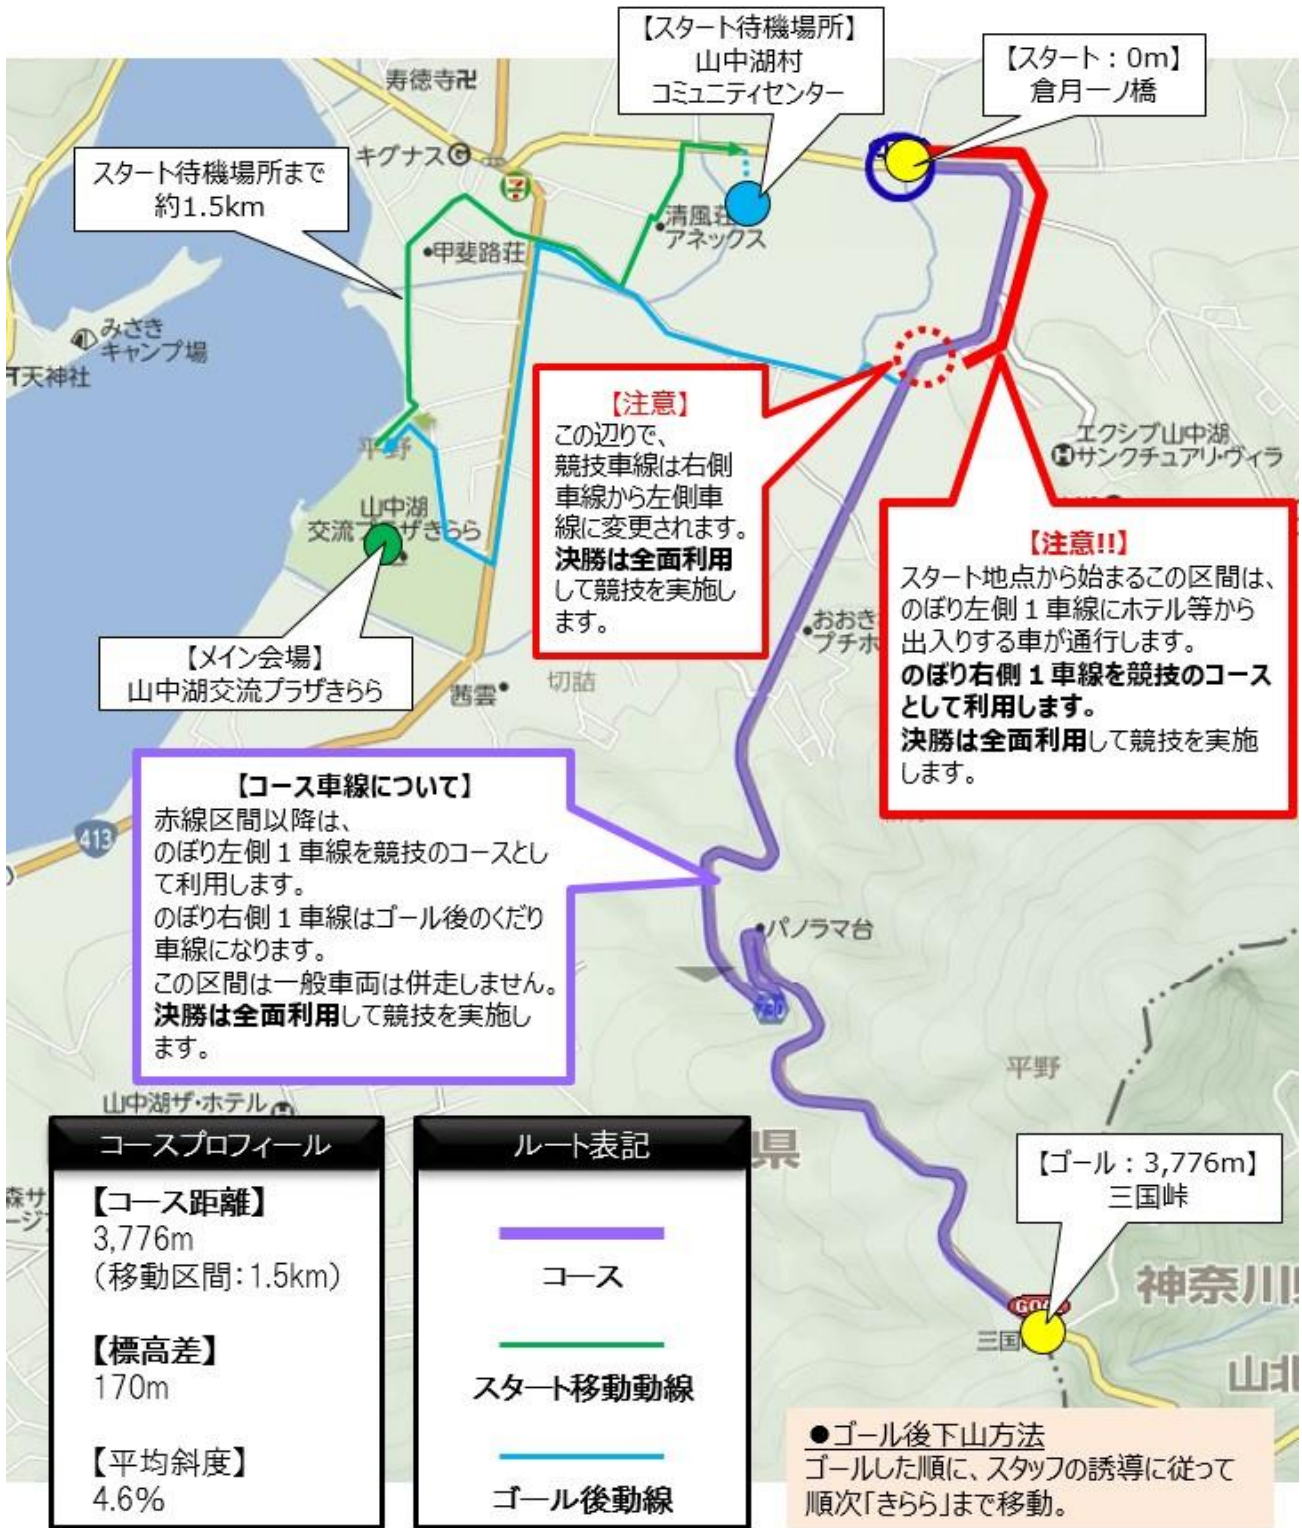 【スタート待機場所】
山中湖村
コミュニティセンター
【スタート：0m】
倉月一ノ橋
寿徳寺卍
キグナス
スタート待機場所まで
約1.5km
清風荘
アネックス
甲斐路荘
みさき
キャンプ場
天神社
平野
山中湖
交流プラザきらら
【メイン会場】
山中湖交流プラザきらら
【注意】
この辺りで、
競技車線は右側
車線から左側車
線に変更されます。
決勝は全面利用
して競技を実施し
ます。
エクシブ山中湖
サンクチュアリ・ヴィラ
【注意!!】
スタート地点から始まるこの区間は、
のぼり左側１車線にホテル等から
出入りする車が通行します。
のぼり右側１車線を競技のコース
として利用します。
決勝は全面利用して競技を実施
します。
おおき
プチホ
切詰
茜雲
413
【コース車線について】
赤線区間以降は、
のぼり左側１車線を競技のコースとし
て利用します。
のぼり右側１車線はゴール後のくだり
車線になります。
この区間は一般車両は併走しません。
決勝は全面利用して競技を実施し
ます。
パノラマ台
730
平野
山中湖ザ・ホテル
森サ
ージ
県
コースプロフィール
【コース距離】
3,776m
（移動区間：1.5km）
【標高差】
170m
【平均斜度】
4.6%
ルート表記
コース
スタート移動動線
ゴール後動線
【ゴール：3,776m】
三国峠
神奈川県
GOAL
三国
山北
●ゴール後下山方法
ゴールした順に、スタッフの誘導に従って
順次「きらら」まで移動。